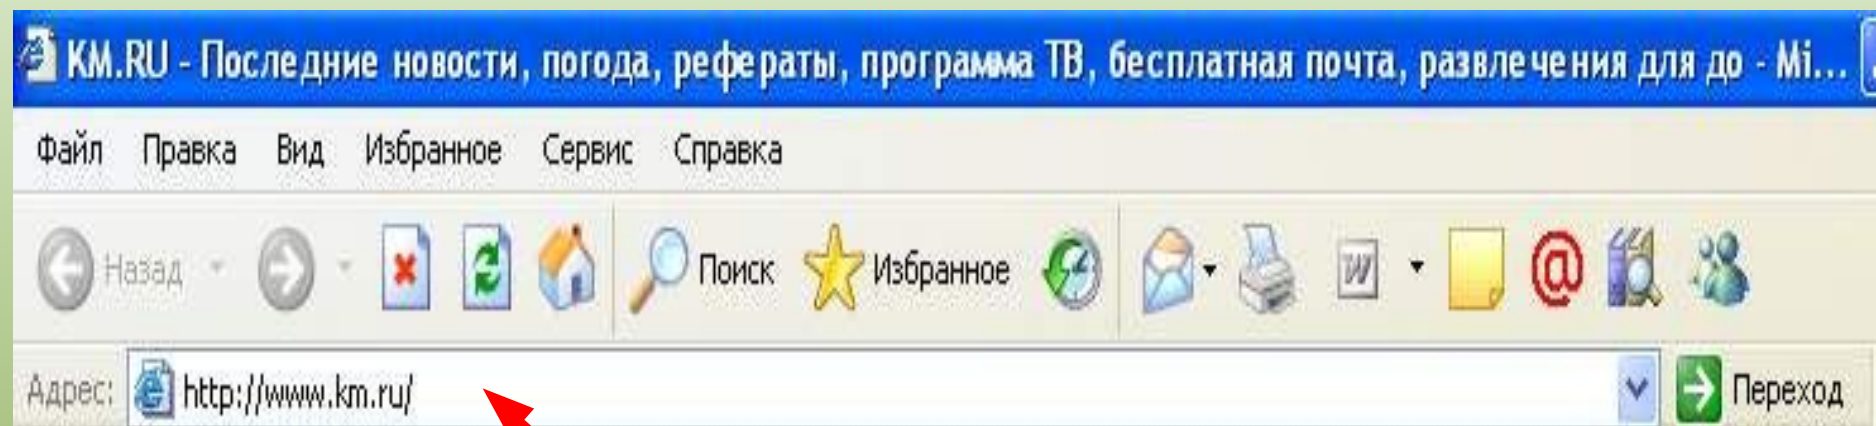 KM.RU - Последние новости, погода, рефераты, программа ТВ, бесплатная почта, развлечения для до - Mi...
Файл Правка Вид Избранное Сервис Справка
Назад Поиск Избранное W @
Адрес: http://www.km.ru/ Переход